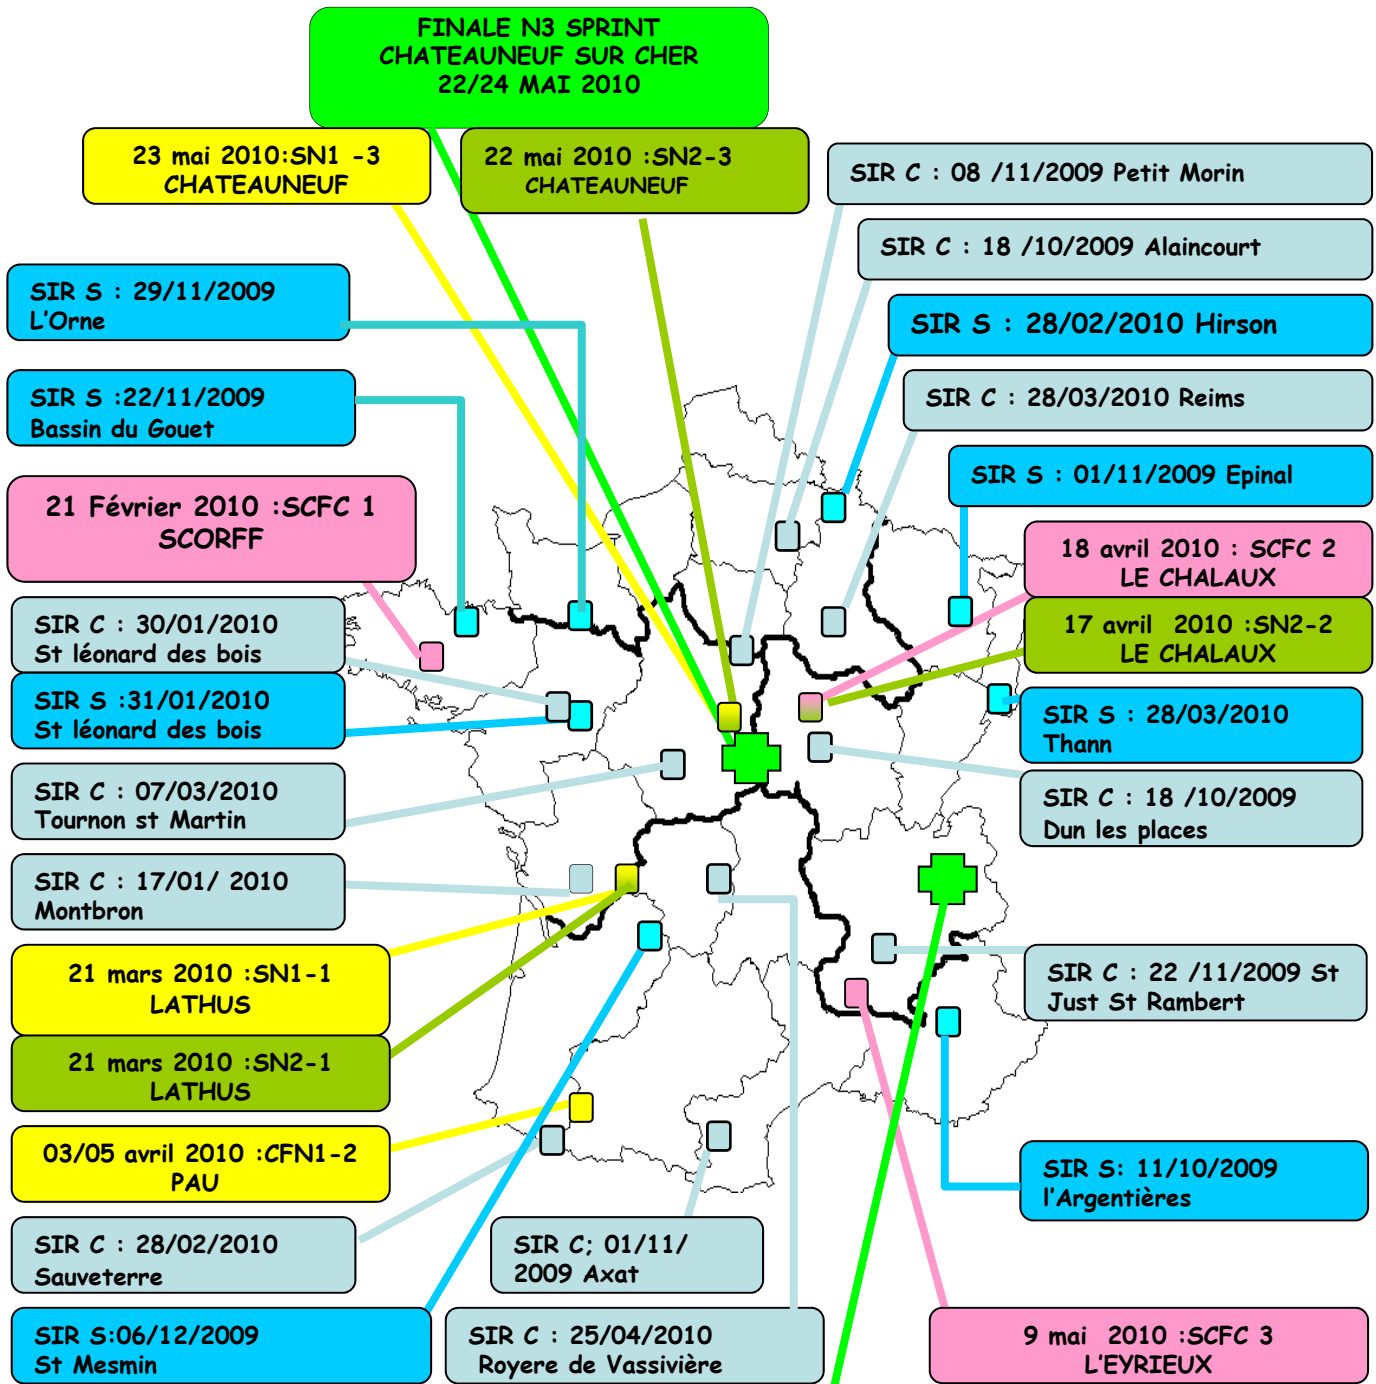 FINALE N3 SPRINT
CHATEAUNEUF SUR CHER
22/24 MAI 2010
23 mai 2010:SN1 -3
CHATEAUNEUF
22 mai 2010 :SN2-3
CHATEAUNEUF
SIR C : 08 /11/2009 Petit Morin
SIR C : 18 /10/2009 Alaincourt
SIR S : 29/11/2009
L'Orne
SIR S : 28/02/2010 Hirson
SIR S :22/11/2009
Bassin du Gouet
SIR C : 28/03/2010 Reims
SIR S : 01/11/2009 Epinal
21 Février 2010 :SCFC 1
SCORFF
18 avril 2010 : SCFC 2
LE CHALAUX
SIR C : 30/01/2010
St léonard des bois
17 avril 2010 :SN2-2
LE CHALAUX
SIR S :31/01/2010
St léonard des bois
SIR S : 28/03/2010
Thann
SIR C : 07/03/2010
Tournon st Martin
SIR C : 18 /10/2009
Dun les places
SIR C : 17/01/ 2010
Montbron
21 mars 2010 :SN1-1
LATHUS
SIR C : 22 /11/2009 St
Just St Rambert
21 mars 2010 :SN2-1
LATHUS
03/05 avril 2010 :CFN1-2
PAU
SIR S: 11/10/2009
l'Argentières
SIR C : 28/02/2010
Sauveterre
SIR C; 01/11/
2009 Axat
SIR S:06/12/2009
St Mesmin
SIR C : 25/04/2010
Royere de Vassivière
9 mai 2010 :SCFC 3
L'EYRIEUX